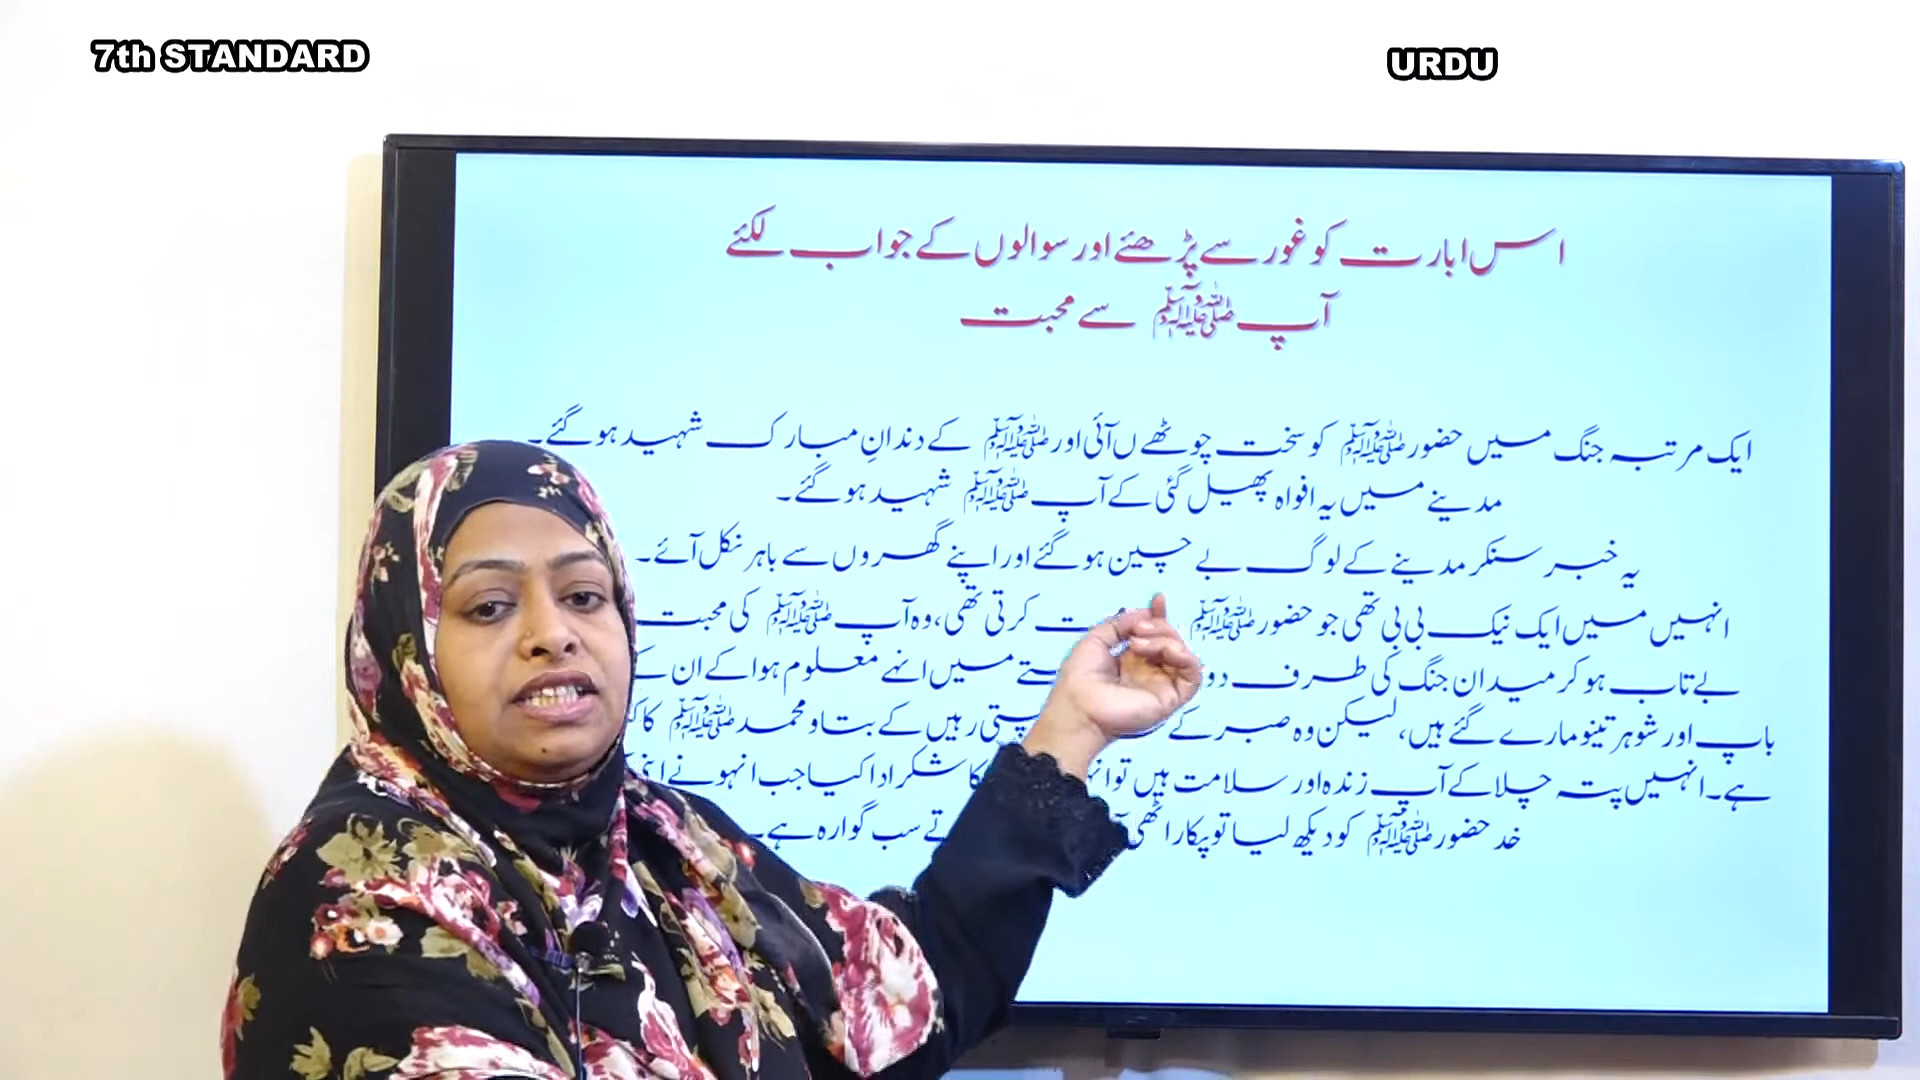 7th STANDARD
URDU
اس ابارت کو غور سے پڑھئے اور سوالوں کے جواب لکئے
آپ ﷺ سے محبت
ایک مرتبہ جنگ میں حضور ﷺ کو سخت چوٹھےں آئی اور ﷺ کے دندانِ مبارک شہید ہو گئے۔
مدینے میں یہ افواہ پھیل گئی کے آپ ﷺ شہید ہو گئے۔
یہ خبر سنکر مدینے کے لوگ بے چین ہو گئے اور اپنے گھروں سے باہر نکل آئے۔
انہیں میں ایک نیک بی بی تھی جو حضور ﷺ کرتی تھی، وہ آپ ﷺ کی محبت
بے تاب ہو کر میدان جنگ کی طرف میں انہے معلوم ہوا کے ان کے
باپ اور شوہر تینو مارے گئے ہیں، لیکن وہ صبر کے رہیں کے بتاو محمد ﷺ کا
ہے۔ انہیں پتہ چلا کے آپ زندہ اور سلامت ہیں تو شکر ادا کیا جب انہونے
خد حضور ﷺ کو دیکھ لیا تو پکار اٹھی سب گوارہ ہے۔